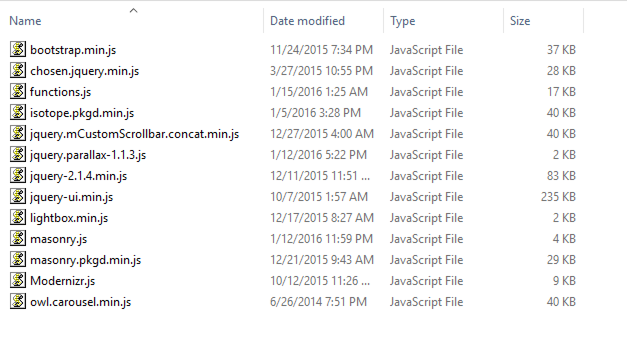 Name Date modified Type Size
bootstrap.min.js 11/24/2015 7:34 PM JavaScript File 37 KB
chosen.jquery.min.js 3/27/2015 10:55 PM JavaScript File 28 KB
functions.js 1/15/2016 1:25 AM JavaScript File 17 KB
isotope.pkgd.min.js 1/5/2016 3:28 PM JavaScript File 40 KB
jquery.mCustomScrollbar.concat.min.js 12/27/2015 4:00 AM JavaScript File 40 KB
jquery.parallax-1.1.3.js 1/12/2016 5:22 PM JavaScript File 2 KB
jquery-2.1.4.min.js 12/11/2015 11:51 ... JavaScript File 83 KB
jquery-ui.min.js 10/7/2015 1:57 AM JavaScript File 235 KB
lightbox.min.js 12/17/2015 8:27 AM JavaScript File 2 KB
masonry.js 1/12/2016 11:59 PM JavaScript File 4 KB
masonry.pkgd.min.js 12/21/2015 9:43 AM JavaScript File 29 KB
Modernizr.js 10/12/2015 11:26 ... JavaScript File 9 KB
owl.carousel.min.js 6/26/2014 7:51 PM JavaScript File 40 KB